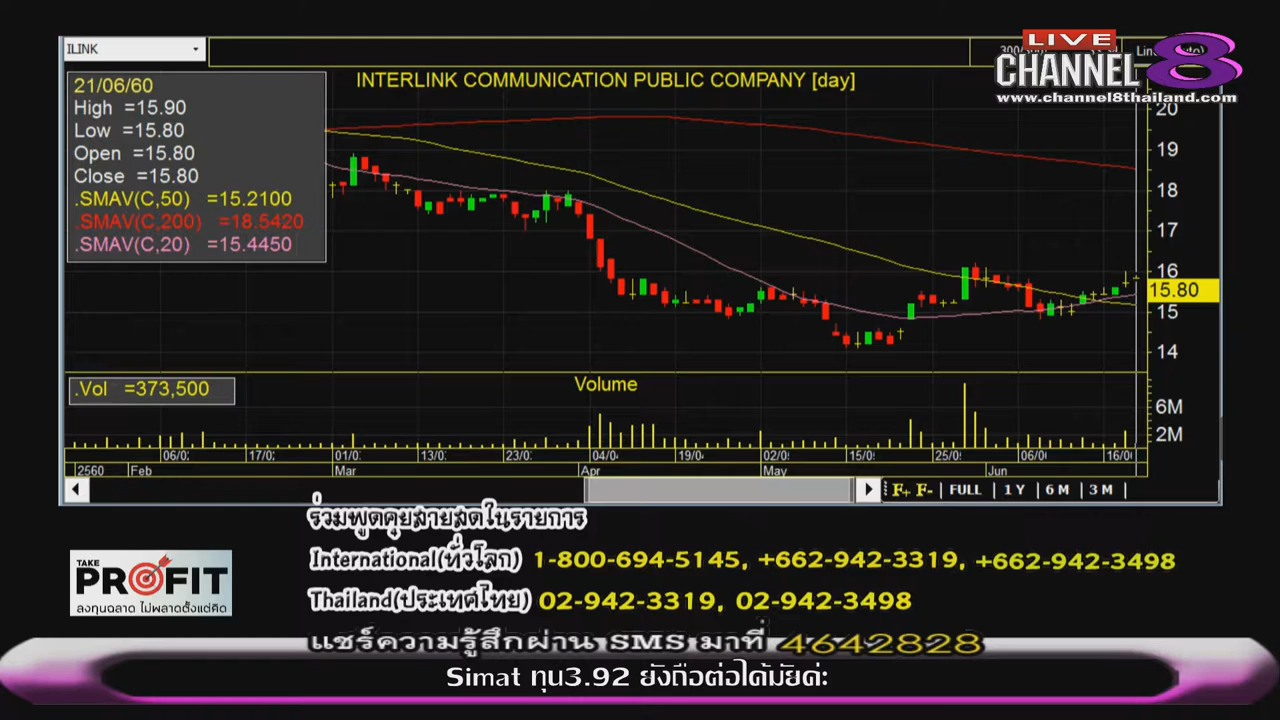 ILINK
LIVE
CHANNEL 8
www.channel8thailand.com
INTERLINK COMMUNICATION PUBLIC COMPANY [day]
21/06/60
High =15.90
Low =15.80
Open =15.80
Close =15.80
.SMAV(C,50) =15.2100
.SMAV(C,200) =18.5420
.SMAV(C,20) =15.4450
20
19
18
17
16
15.80
15
14
.Vol =373,500
Volume
6M
2M
06/0 17/0 01/0 13/0 23/0 04/0 19/0 02/0 15/0 25/0 06/0 16/0
2560 Feb Mar Apr May Jun
F+ F- FULL 1 Y 6 M 3 M
ร่วมพูดคุยสายสดในรายการ
International(ทั่วโลก) 1-800-694-5145, +662-942-3319, +662-942-3498
Thailand(ประเทศไทย) 02-942-3319, 02-942-3498
แชร์ความรู้สึกผ่าน SMS มาที่ 4642828
TAKE
PROFIT
ลงทุนฉลาด ไม่พลาดตั้งแต่คิด
Simat ทุน3.92 ยังถือต่อได้มัยค่ะ